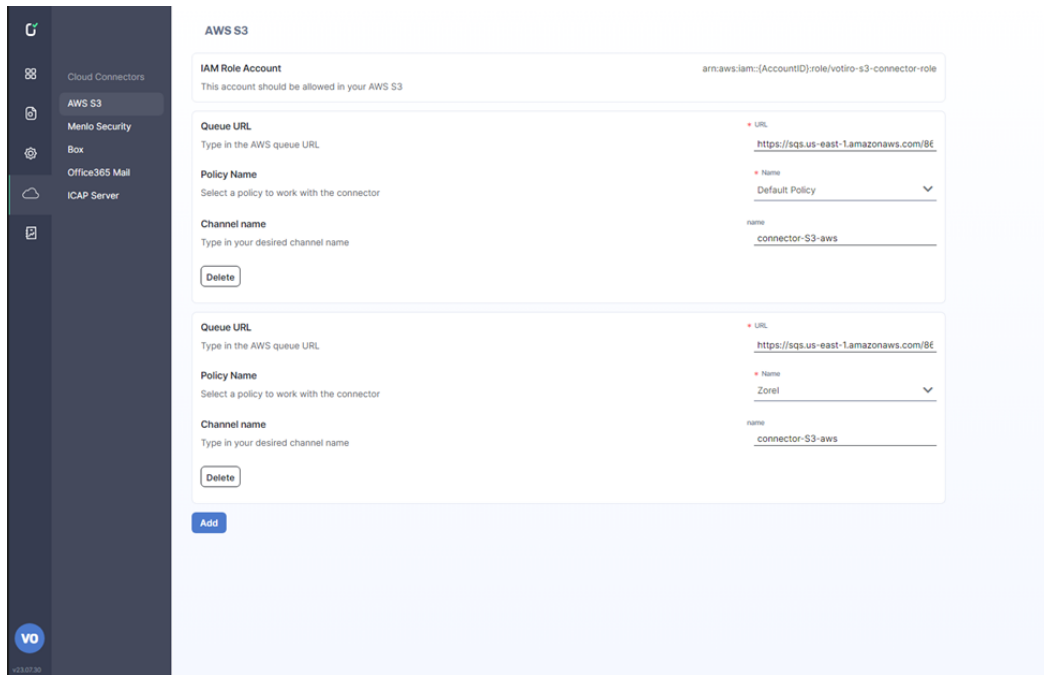 AWS S3
Cloud Connectors
AWS S3
Menlo Security
Box
Office365 Mail
ICAP Server
IAM Role Account
arn:aws:iam::{AccountID}:role/votiro-s3-connector-role
This account should be allowed in your AWS S3
Queue URL
* URL
Type in the AWS queue URL
https://sqs.us-east-1.amazonaws.com/86
Policy Name
* Name
Select a policy to work with the connector
Default Policy
Channel name
name
Type in your desired channel name
connector-S3-aws
Delete
Queue URL
* URL
Type in the AWS queue URL
https://sqs.us-east-1.amazonaws.com/86
Policy Name
* Name
Select a policy to work with the connector
Zorel
Channel name
name
Type in your desired channel name
connector-S3-aws
Delete
Add
VO
v23.07.30